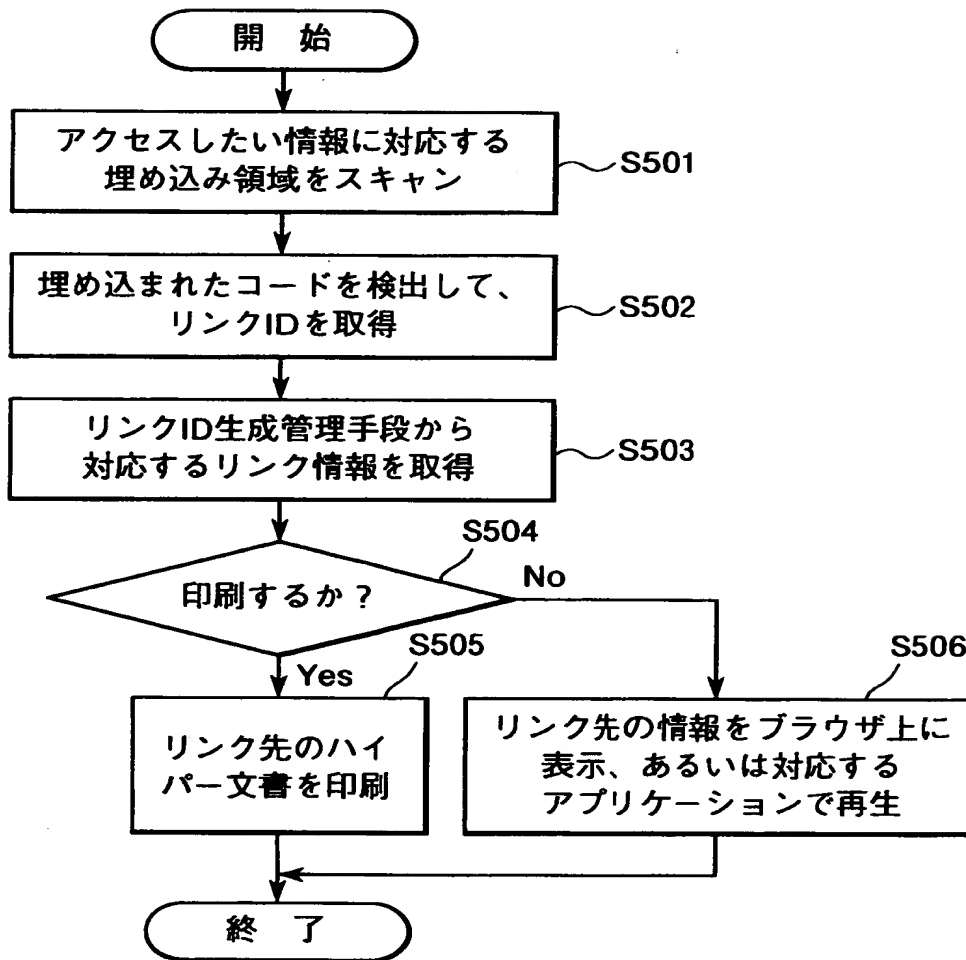 開 始
アクセスしたい情報に対応する
埋め込み領域をスキャン
S501
埋め込まれたコードを検出して、
リンクIDを取得
S502
リンクID生成管理手段から
対応するリンク情報を取得
S503
S504
印刷するか？
No
Yes
S505
リンク先のハイ
パー文書を印刷
S506
リンク先の情報をブラウザ上に
表示、あるいは対応する
アプリケーションで再生
終 了